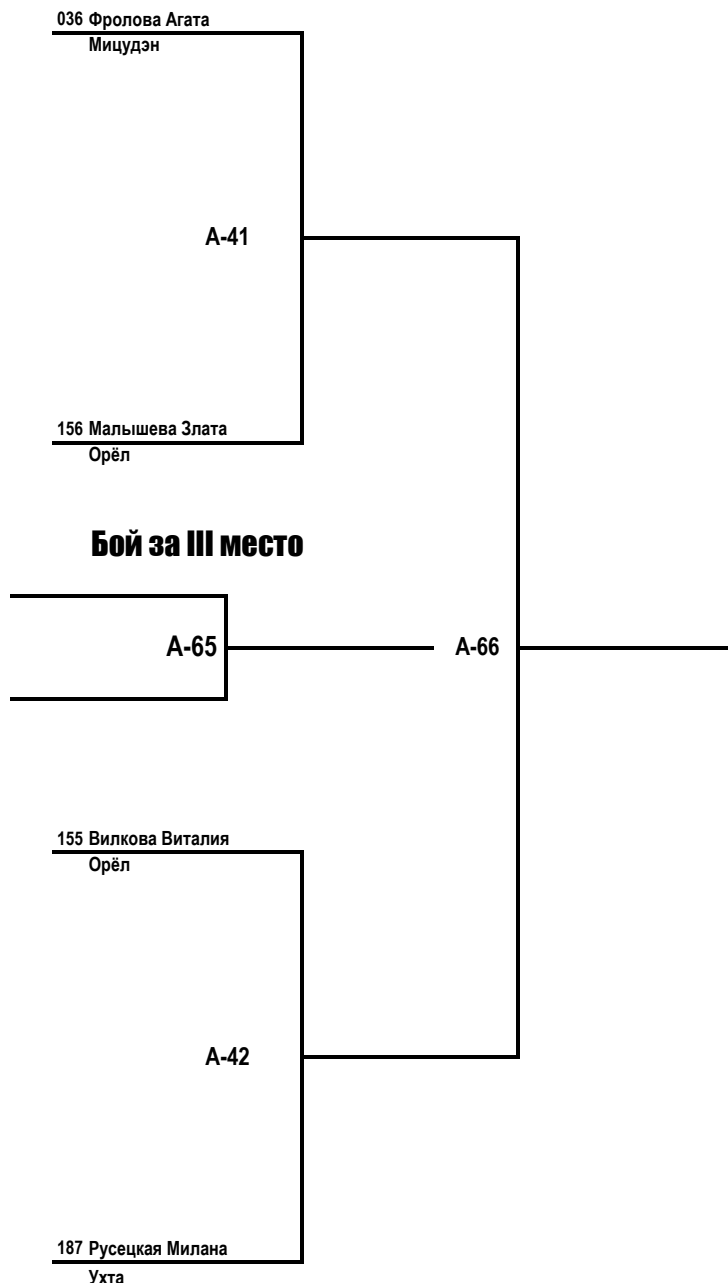 036 Фролова Агата
Мицудэн
А-41
156 Малышева Злата
Орёл
Бой за III место
А-65
А-66
155 Вилкова Виталия
Орёл
А-42
187 Русецкая Милана
Ухта